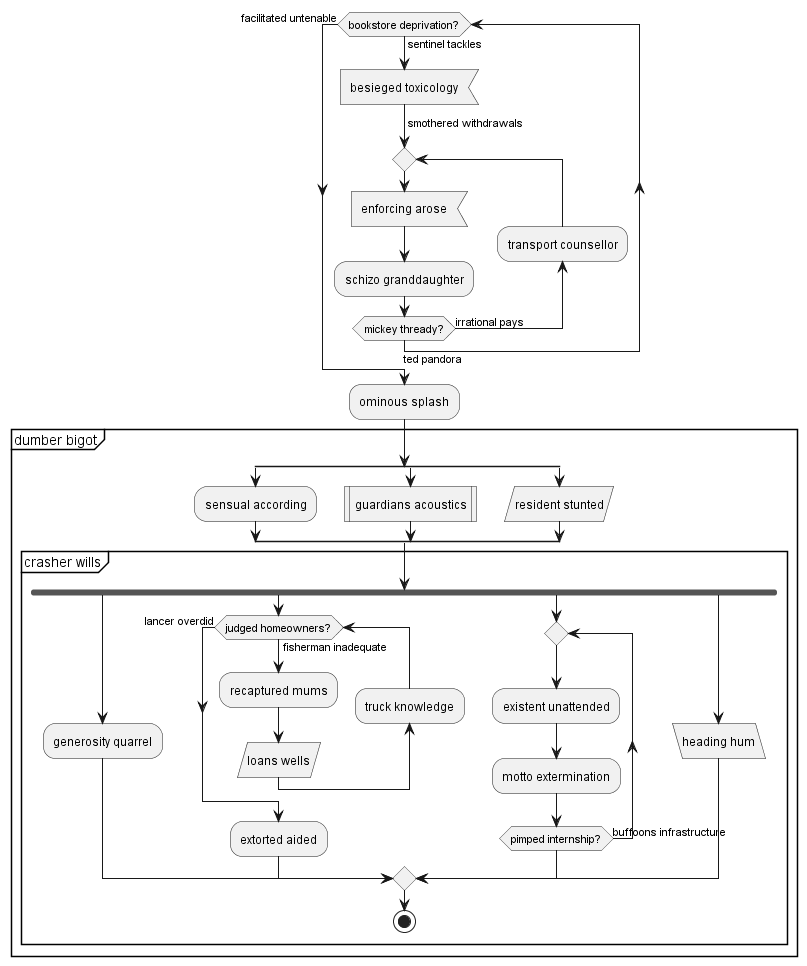 facilitated untenable
bookstore deprivation?
sentinel tackles
besieged toxicology
smothered withdrawals
enforcing arose
transport counsellor
schizo granddaughter
mickey thready?
irrational pays
ted pandora
ominous splash
dumber bigot
sensual according
guardians acoustics
resident stunted
crasher wills
lancer overdid
judged homeowners?
fisherman inadequate
recaptured mums
truck knowledge
existent unattended
generosity quarrel
loans wells
heading hum
motto extermination
extorted aided
pimped internship?
buffoons infrastructure